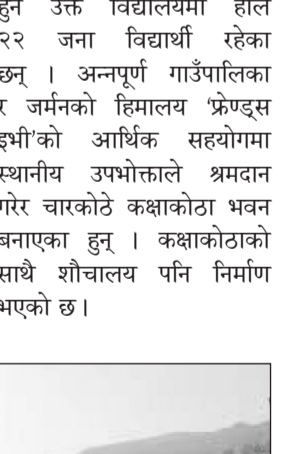 हुन् उक्त विद्यालयमा हाल
२२ जना विद्यार्थी रहेका
छन् । अन्नपूर्ण गाउँपालिका
र जर्मनको हिमालय ‘फ्रेण्ड्स
इभी’को आर्थिक सहयोगमा
स्थानीय उपभोक्ताले श्रमदान
गरेर चारकोठे कक्षाकोठा भवन
बनाएका हुन् । कक्षाकोठाको
साथै शौचालय पनि निर्माण
भएको छ।